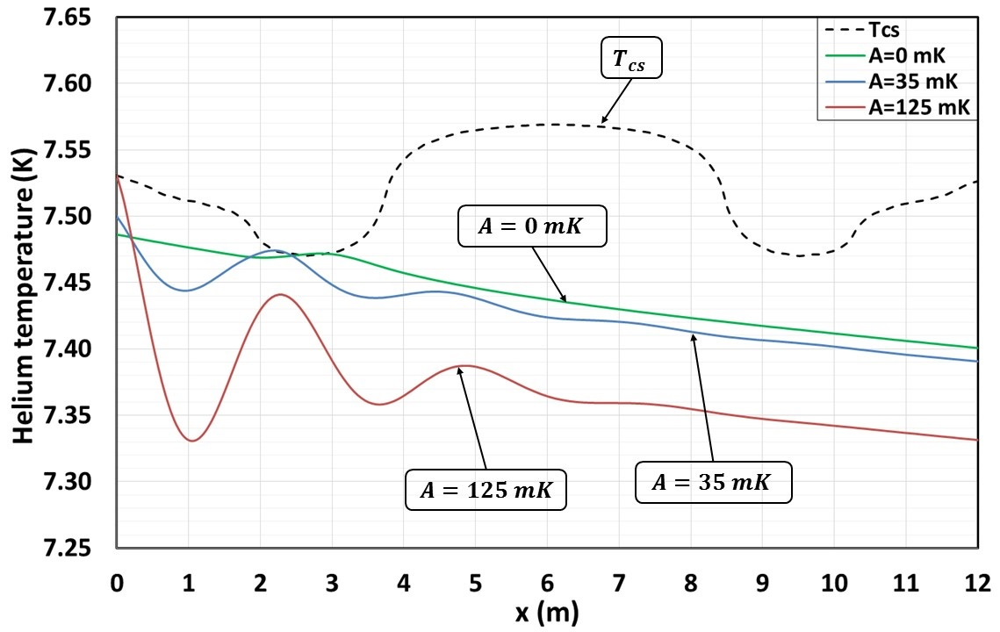 7.65
7.60
7.55
7.50
7.45
7.40
7.35
7.30
7.25
Helium temperature (K)
Tcs
A=0 mK
A=35 mK
A=125 mK
T_cs
A = 0 mK
A = 125 mK
A = 35 mK
0 1 2 3 4 5 6 7 8 9 10 11 12
x (m)